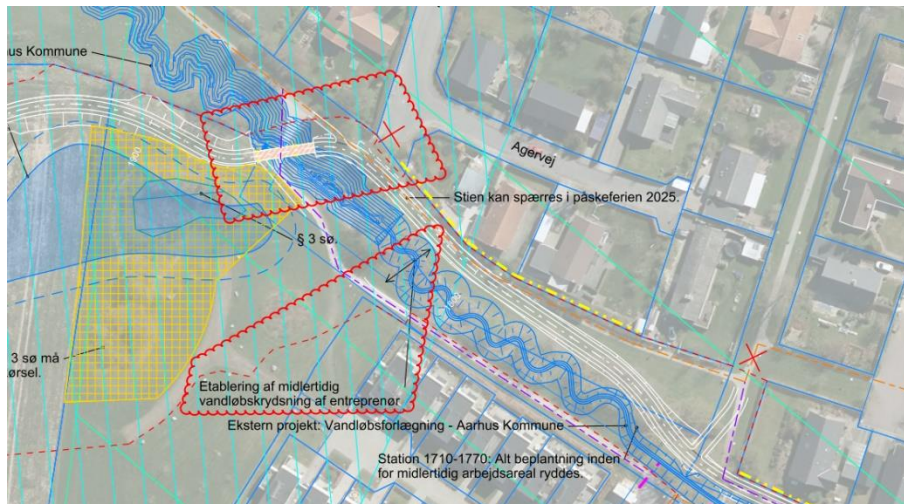 us Kommune
Agervej
Stien kan spærres i påskeferien 2025.
§ 3 sø.
3 sø må
ørsel.
Etablering af midlertidig
vandløbskrydsning af entreprenør
Ekstern projekt: Vandløbsforlægning - Aarhus Kommune
Station 1710-1770: Alt beplantning inden
for midlertidig arbejdsareal ryddes.